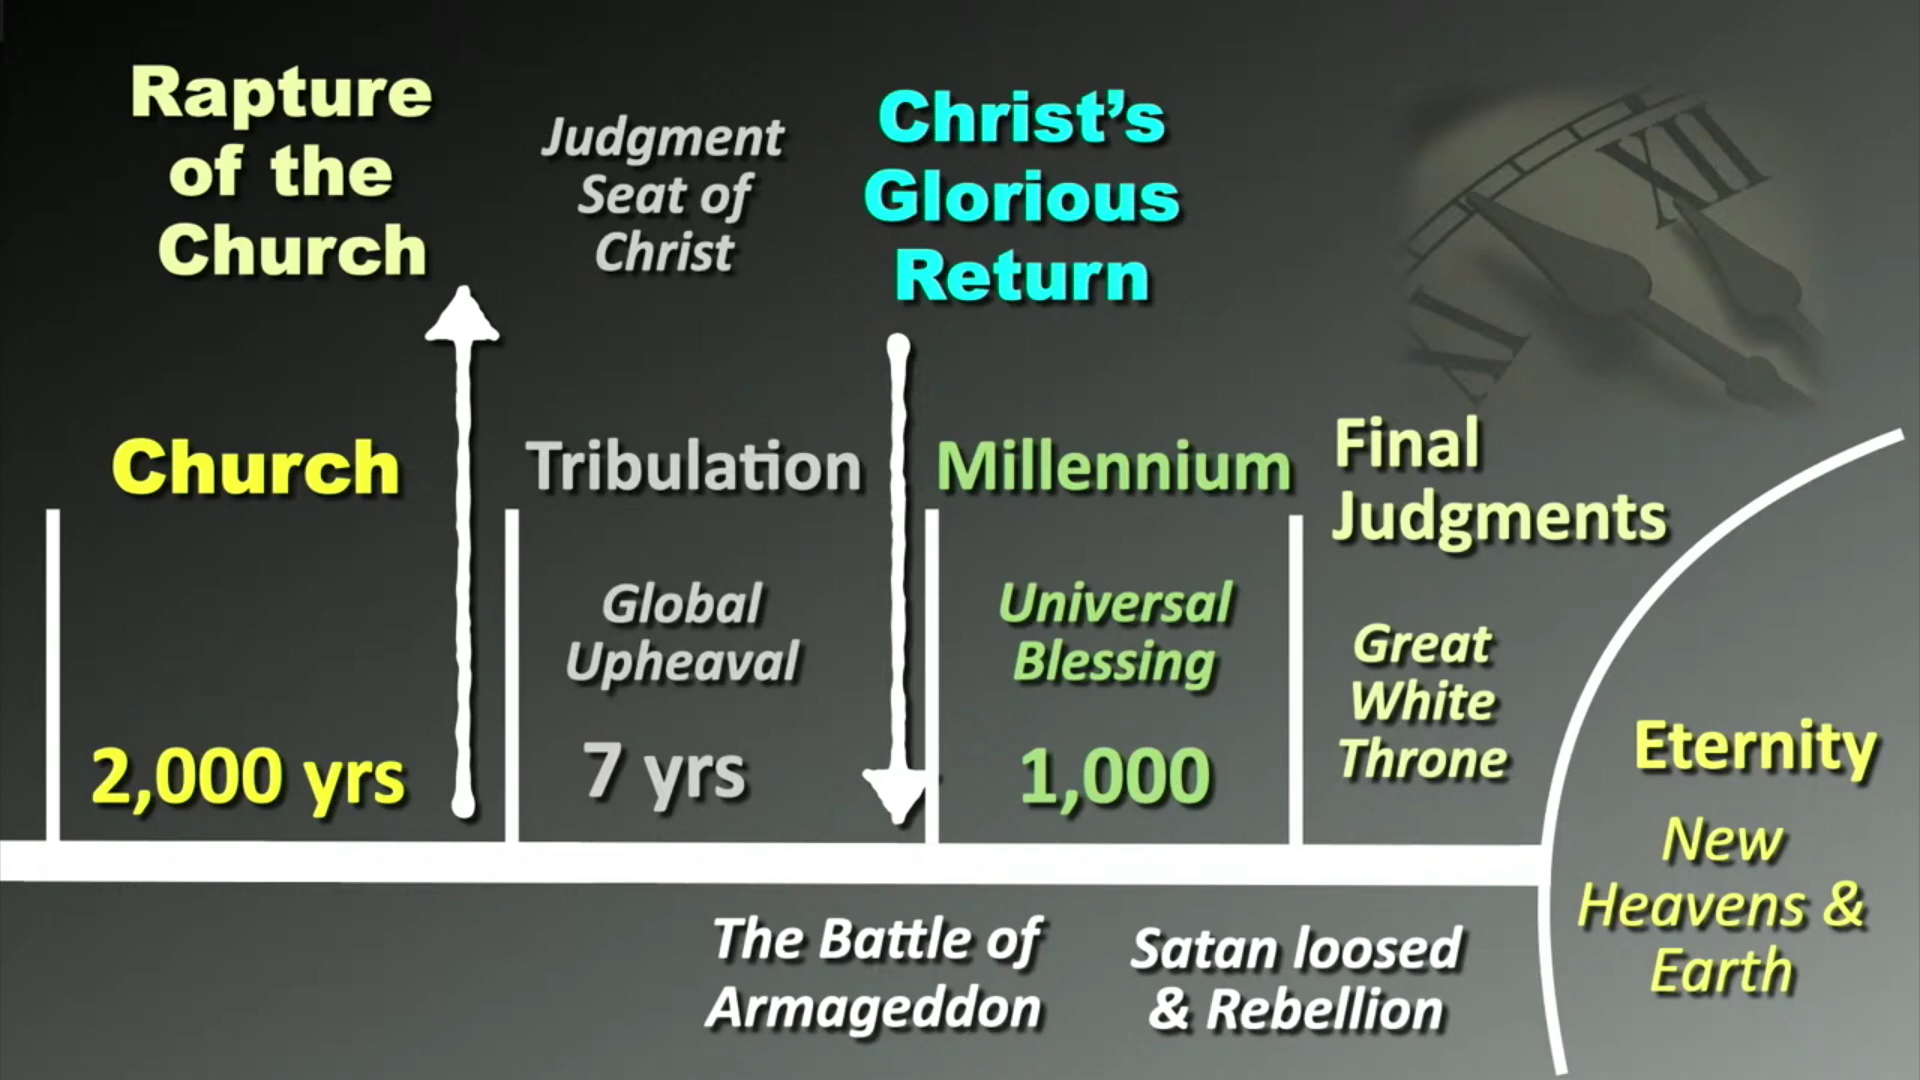 Rapture
of the
Church
Judgment
Seat of
Christ
Christ's
Glorious
Return
XII
XI
Church
Tribulation
Millennium
Final
Judgments
Global
Upheaval
Universal
Blessing
Great
White
Throne
2,000 yrs
7 yrs
1,000
Eternity
New
Heavens &
Earth
The Battle of
Armageddon
Satan loosed
& Rebellion